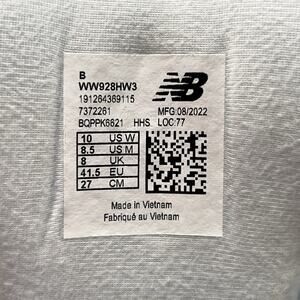 B
WW928HW3
191264369115
7372261 MFG:08/2022
BQPPK6621 HHS. LOC:77
10 US W
8.5 US M
8 UK
41.5 EU
27 CM
Made in Vietnam
Fabriqué au Vietnam